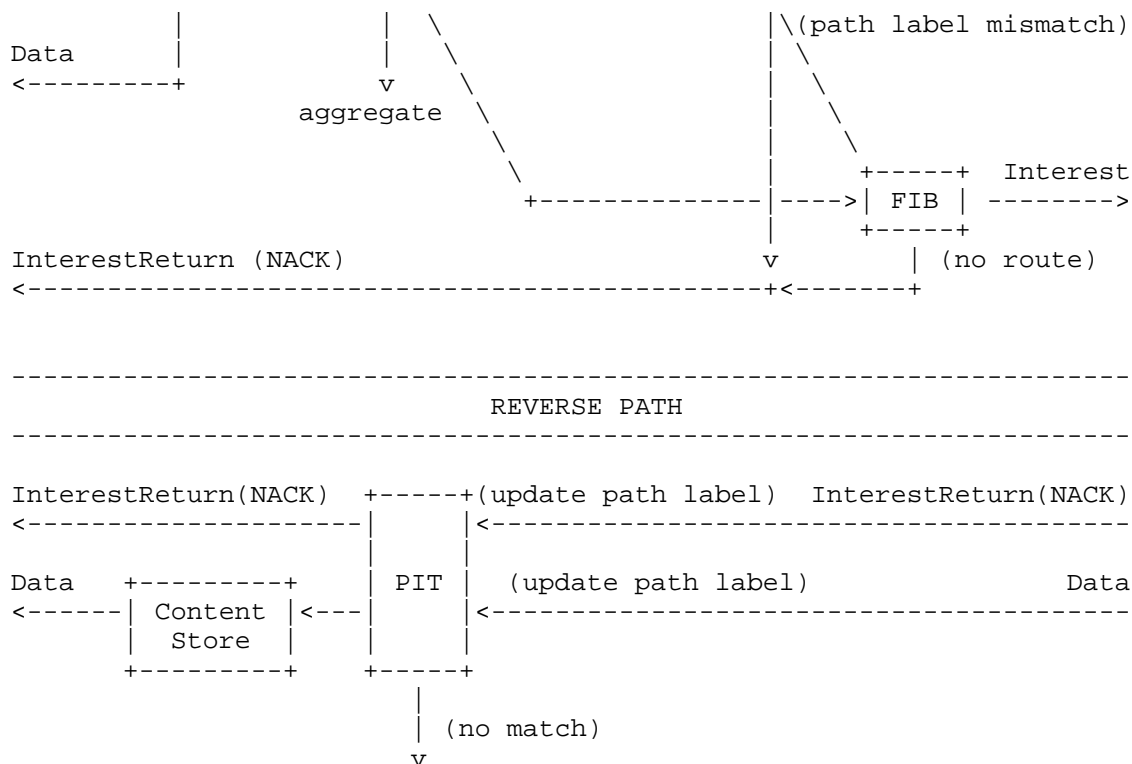 (path label mismatch)
Data
aggregate
Interest
FIB
InterestReturn (NACK)
(no route)
REVERSE PATH
InterestReturn(NACK) (update path label) InterestReturn(NACK)
Data PIT (update path label) Data
Content
Store
(no match)